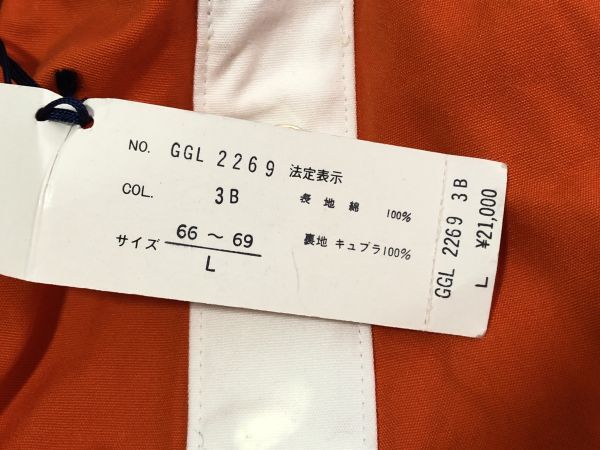 NO. GGL 2269 法定表示
COL. 3B 表地 綿 100%
サイズ 66 ～ 69 裏地 キュプラ100%
L
GGL 2269 3B
L ¥21,000